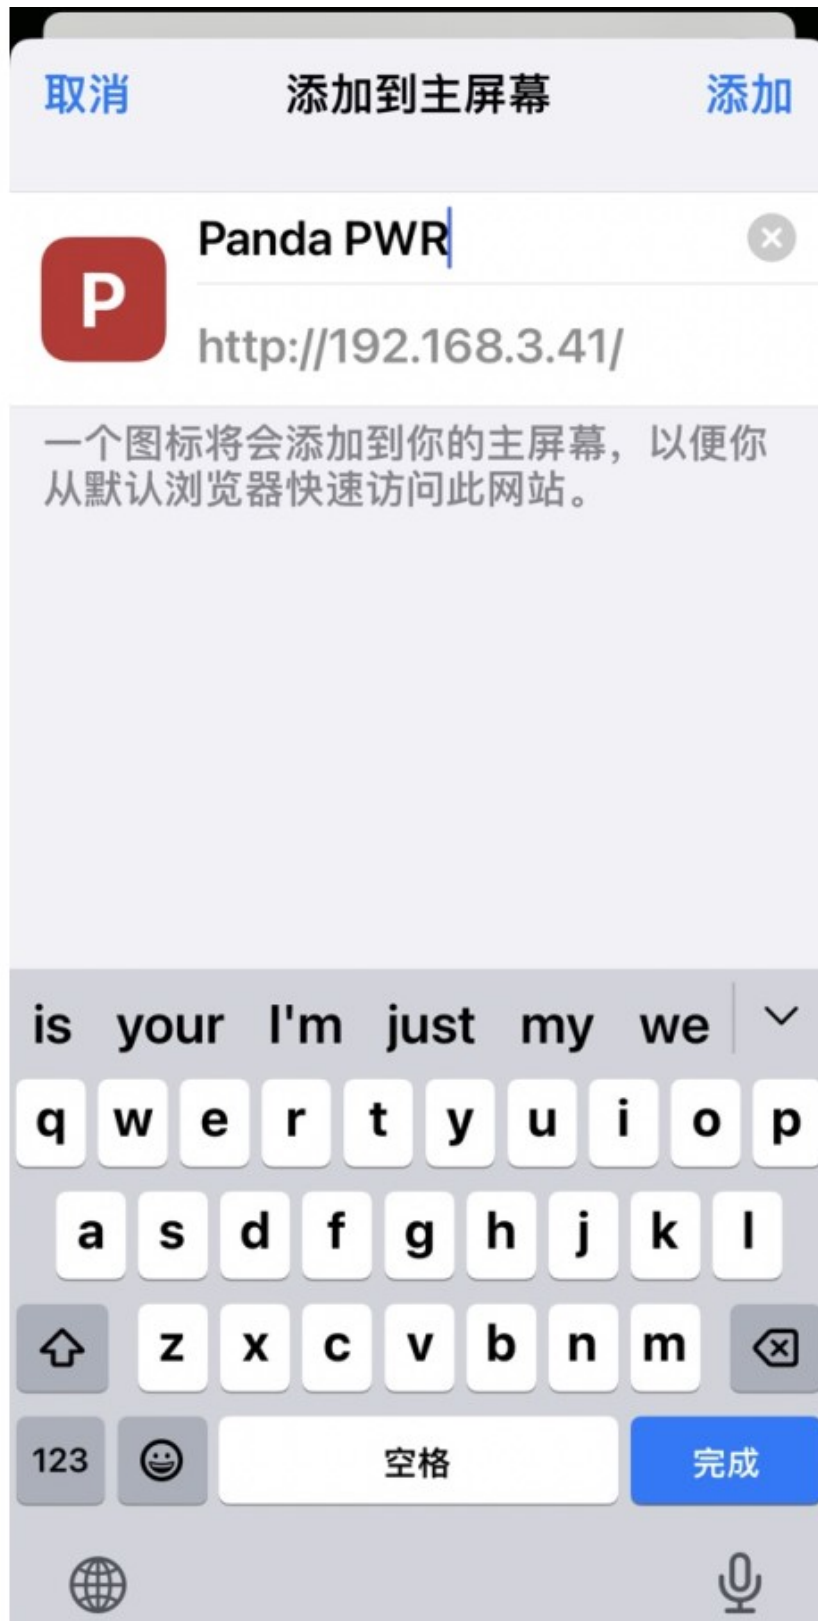 取消 添加到主屏幕 添加
Panda PWR
P
http://192.168.3.41/
一个图标将会添加到你的主屏幕，以便你
从默认浏览器快速访问此网站。
is your I'm just my we
q w e r t y u i o p
a s d f g h j k l
z x c v b n m
123 空格 完成